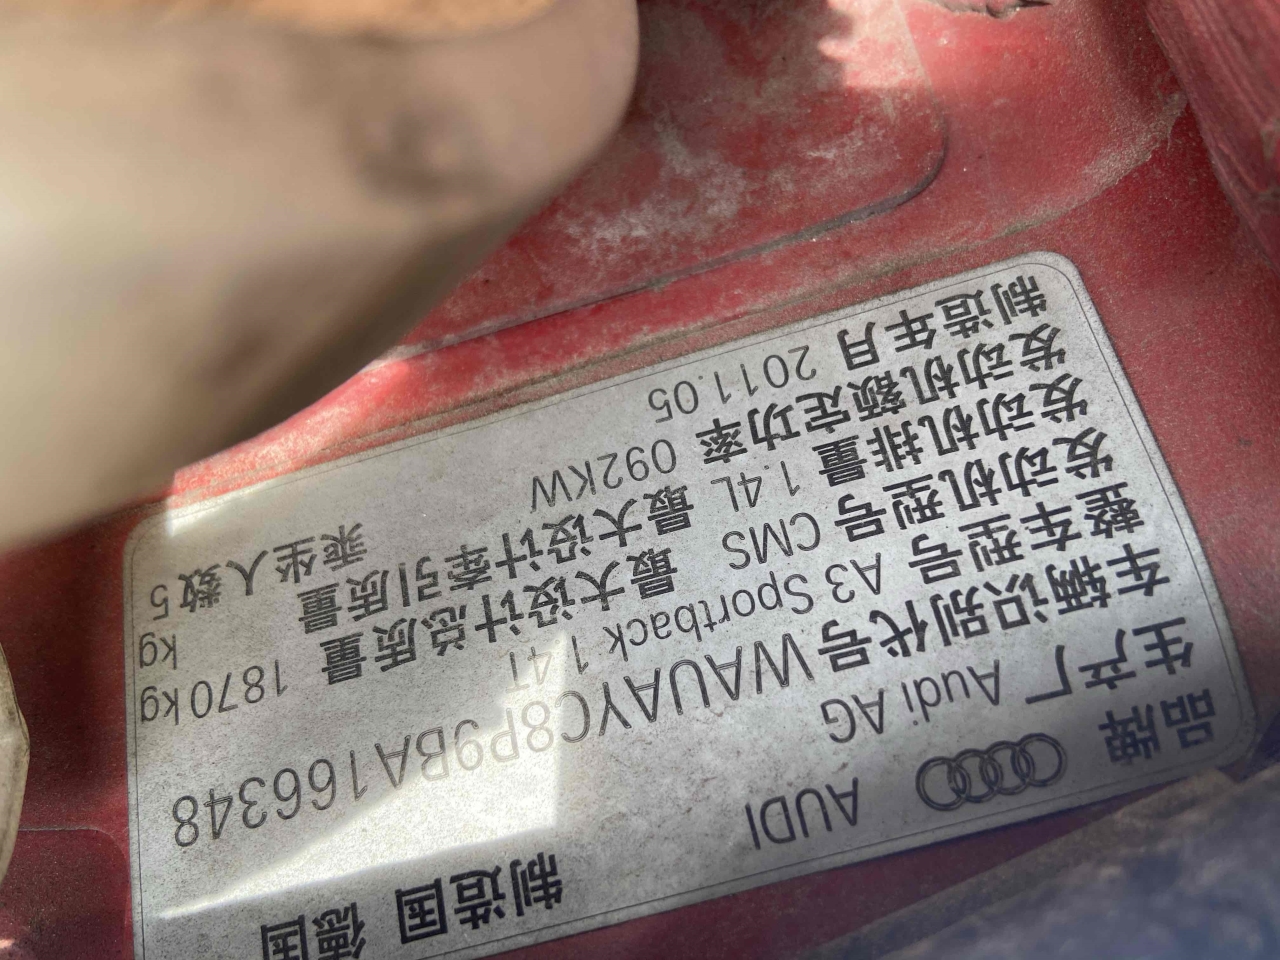 制造国 德国
品牌 AUDI
生产厂 Audi AG
车辆识别代号 WAUAYC8P9BA166348
整车型号 A3 Sportback 1.4T
发动机型号 CMS
发动机排量 1.4L
发动机额定功率 092KW
制造年月 2011.05
最大设计总质量 1870kg
最大设计牵引质量 kg
乘坐人数 5